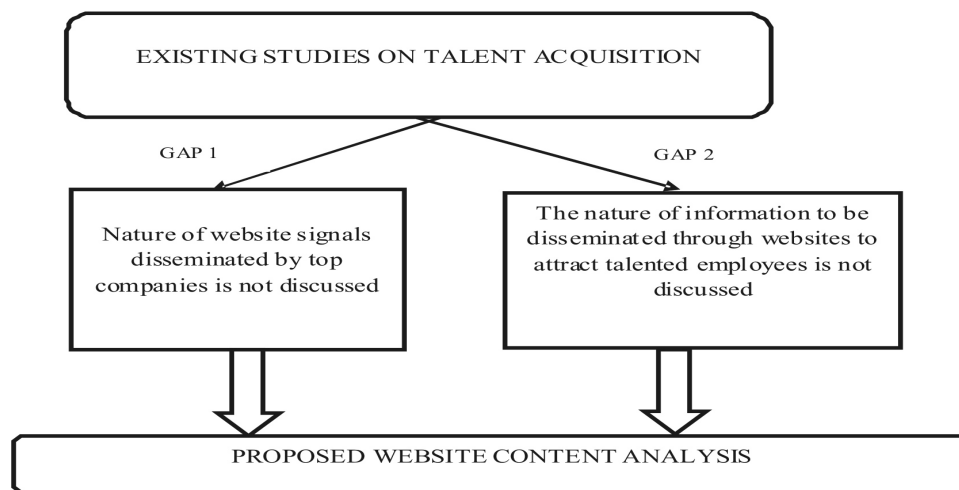 EXISTING STUDIES ON TALENT ACQUISITION
GAP 1
GAP 2
Nature of website signals
disseminated by top
companies is not discussed
The nature of information to be
disseminated through websites to
attract talented employees is not
discussed
PROPOSED WEBSITE CONTENT ANALYSIS